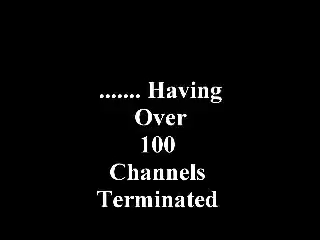 ....... Having
Over
100
Channels
Terminated